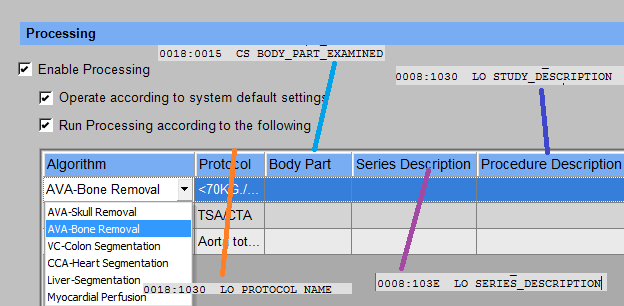 Processing
0018:0015 CS BODY_PART_EXAMINED
Enable Processing
0008:1030 LO STUDY_DESCRIPTION
Operate according to system default settings
Run Processing according to the following
Algorithm Protocol Body Part Series Description Procedure Description
AVA-Bone Removal <70KG./...
AVA-Skull Removal TSA/CTA
AVA-Bone Removal
VC-Colon Segmentation Aorta tot...
CCA-Heart Segmentation
Liver-Segmentation
0018:1030 LO PROTOCOL NAME 0008:103E LO SERIES_DESCRIPTION
Myocardial Perfusion